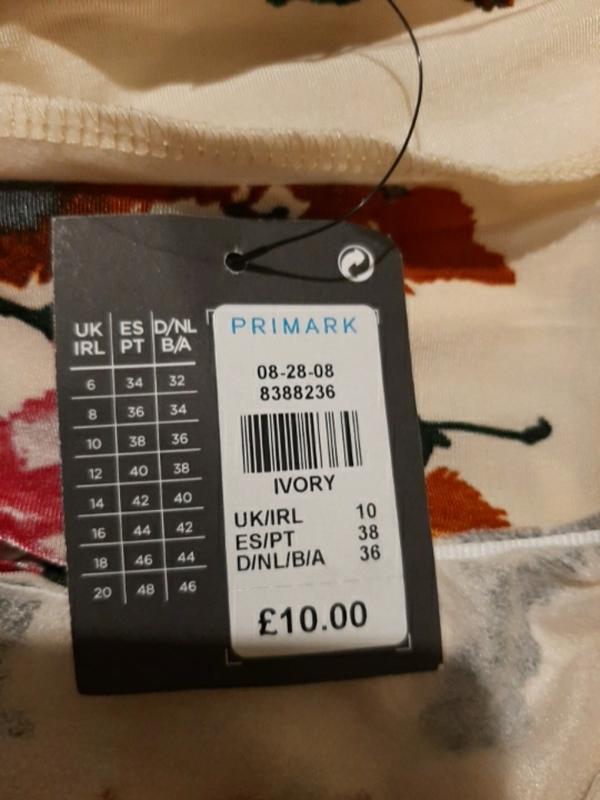 UK IRL ES PT D/NL B/A
6 34 32
8 36 34
10 38 36
12 40 38
14 42 40
16 44 42
18 46 44
20 48 46
PRIMARK
08-28-08
8388236
IVORY
UK/IRL 10
ES/PT 38
D/NL/B/A 36
£10.00